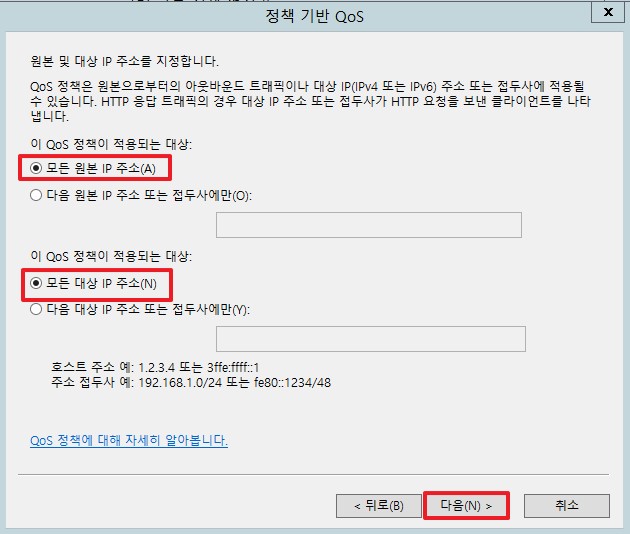 정책 기반 QoS
x
원본 및 대상 IP 주소를 지정합니다.
QoS 정책은 원본으로부터의 아웃바운드 트래픽이나 대상 IP(IPv4 또는 IPv6) 주소 또는 접두사에 적용될
수 있습니다. HTTP 응답 트래픽의 경우 대상 IP 주소 또는 접두사가 HTTP 요청을 보낸 클라이언트를 나타
냅니다.
이 QoS 정책이 적용되는 대상:
모든 원본 IP 주소(A)
다음 원본 IP 주소 또는 접두사에만(O):
이 QoS 정책이 적용되는 대상:
모든 대상 IP 주소(N)
다음 대상 IP 주소 또는 접두사에만(Y):
호스트 주소 예: 1.2.3.4 또는 3ffe:ffff::1
주소 접두사 예: 192.168.1.0/24 또는 fe80::1234/48
QoS 정책에 대해 자세히 알아봅니다.
< 뒤로(B) 다음(N) > 취소